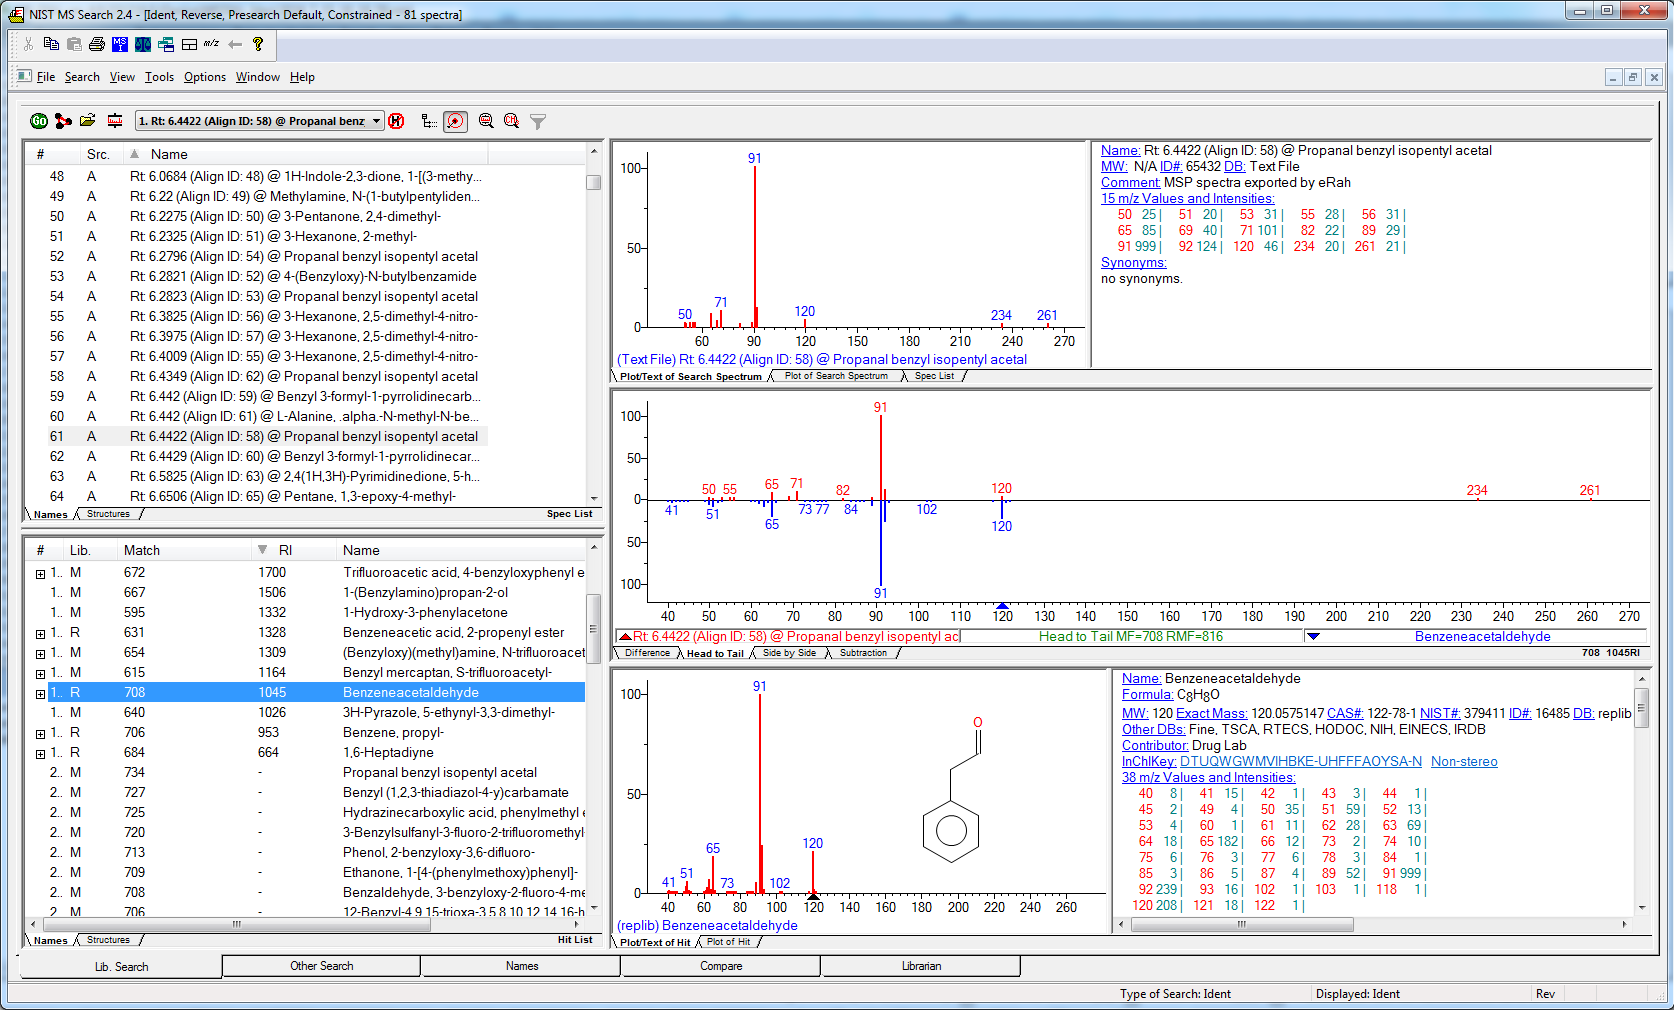 NIST MS Search 2.4 - [Ident, Reverse, Presearch Default, Constrained - 81 spectra]
File Search View Tools Options Window Help
1. Rt: 6.4422 (Align ID: 58) @ Propanal benz
# Src. Name
48 A Rt: 6.0684 (Align ID: 48) @ 1H-Indole-2,3-dione, 1-[(3-methy...
49 A Rt: 6.22 (Align ID: 49) @ Methylamine, N-(1-butylpentyliden...
50 A Rt: 6.2275 (Align ID: 50) @ 3-Pentanone, 2,4-dimethyl-
51 A Rt: 6.2325 (Align ID: 51) @ 3-Hexanone, 2-methyl-
52 A Rt: 6.2796 (Align ID: 54) @ Propanal benzyl isopentyl acetal
53 A Rt: 6.2821 (Align ID: 52) @ 4-(Benzyloxy)-N-butylbenzamide
54 A Rt: 6.2823 (Align ID: 53) @ Propanal benzyl isopentyl acetal
55 A Rt: 6.3825 (Align ID: 56) @ 3-Hexanone, 2,5-dimethyl-4-nitro-
56 A Rt: 6.3975 (Align ID: 57) @ 3-Hexanone, 2,5-dimethyl-4-nitro-
57 A Rt: 6.4009 (Align ID: 55) @ 3-Hexanone, 2,5-dimethyl-4-nitro-
58 A Rt: 6.4349 (Align ID: 62) @ Propanal benzyl isopentyl acetal
59 A Rt: 6.442 (Align ID: 59) @ Benzyl 3-formyl-1-pyrrolidinecarb...
60 A Rt: 6.442 (Align ID: 61) @ L-Alanine, .alpha.-N-methyl-N-be...
61 A Rt: 6.4422 (Align ID: 58) @ Propanal benzyl isopentyl acetal
62 A Rt: 6.4429 (Align ID: 60) @ Benzyl 3-formyl-1-pyrrolidinecar...
63 A Rt: 6.5825 (Align ID: 63) @ 2,4(1H,3H)-Pyrimidinedione, 5-h...
64 A Rt: 6.6506 (Align ID: 65) @ Pentane, 1,3-epoxy-4-methyl-
Names Structures Spec List
# Lib. Match RI Name
1.. M 672 1700 Trifluoroacetic acid, 4-benzyloxyphenyl e
1.. M 667 1506 1-(Benzylamino)propan-2-ol
1.. M 595 1332 1-Hydroxy-3-phenylacetone
1.. R 631 1328 Benzeneacetic acid, 2-propenyl ester
1.. M 654 1309 (Benzyloxy)(methyl)amine, N-trifluoroacet
1.. M 615 1164 Benzyl mercaptan, S-trifluoroacetyl-
1.. R 708 1045 Benzeneacetaldehyde
1.. M 640 1026 3H-Pyrazole, 5-ethynyl-3,3-dimethyl-
1.. R 706 953 Benzene, propyl-
1.. R 684 664 1,6-Heptadiyne
2.. M 734 - Propanal benzyl isopentyl acetal
2.. M 727 - Benzyl (1,2,3-thiadiazol-4-y)carbamate
2.. M 725 - Hydrazinecarboxylic acid, phenylmethyl e
2.. M 720 - 3-Benzylsulfanyl-3-fluoro-2-trifluoromethyl-
2.. M 713 - Phenol, 2-benzyloxy-3,6-difluoro-
2.. M 709 - Ethanone, 1-[4-(phenylmethoxy)phenyl]-
2.. M 708 - Benzaldehyde, 3-benzyloxy-2-fluoro-4-me
2.. M 706 - 12-Benzyl-4,9,15-trioxa-3,5,8,10,12,14,16-h
Names Structures Hit List
100
50
0
91
50 71 120 234 261
60 90 120 150 180 210 240 270
(Text File) Rt: 6.4422 (Align ID: 58) @ Propanal benzyl isopentyl acetal
Plot/Text of Search Spectrum Plot of Search Spectrum Spec List
Name: Rt: 6.4422 (Align ID: 58) @ Propanal benzyl isopentyl acetal
MW: N/A ID#: 65432 DB: Text File
Comment: MSP spectra exported by eRah
15 m/z Values and Intensities:
50 25| 51 20| 53 31| 55 28| 56 31|
65 85| 69 40| 71 101| 82 22| 89 29|
91 999| 92 124| 120 46| 234 20| 261 21|
Synonyms:
no synonyms.
100
50
0
50
100
91
50 55 65 71 82 120 234 261
41 51 65 73 77 84 102 120
91
40 50 60 70 80 90 100 110 120 130 140 150 160 170 180 190 200 210 220 230 240 250 260 270
Rt: 6.4422 (Align ID: 58) @ Propanal benzyl isopentyl ac Head to Tail MF=708 RMF=816 Benzeneacetaldehyde
Difference Head to Tail Side by Side Subtraction 708 1045RI
100
50
0
91
41 51 65 73 102 120
O
40 60 80 100 120 140 160 180 200 220 240 260
(replib) Benzeneacetaldehyde
Plot/Text of Hit Plot of Hit
Name: Benzeneacetaldehyde
Formula: C8H8O
MW: 120 Exact Mass: 120.0575147 CAS#: 122-78-1 NIST#: 379411 ID#: 16485 DB: replib
Other DBs: Fine, TSCA, RTECS, HODOC, NIH, EINECS, IRDB
Contributor: Drug Lab
InChIKey: DTUQWGWMVIHBKE-UHFFFAOYSA-N Non-stereo
38 m/z Values and Intensities:
40 8| 41 15| 42 1| 43 3| 44 1|
45 2| 49 4| 50 35| 51 59| 52 13|
53 4| 60 1| 61 11| 62 28| 63 69|
64 18| 65 182| 66 12| 73 2| 74 10|
75 6| 76 3| 77 6| 78 3| 84 1|
85 3| 86 5| 87 4| 89 52| 91 999|
92 239| 93 16| 102 1| 103 1| 118 1|
120 208| 121 18| 122 1|
Lib. Search Other Search Names Compare Librarian
Type of Search: Ident Displayed: Ident Rev